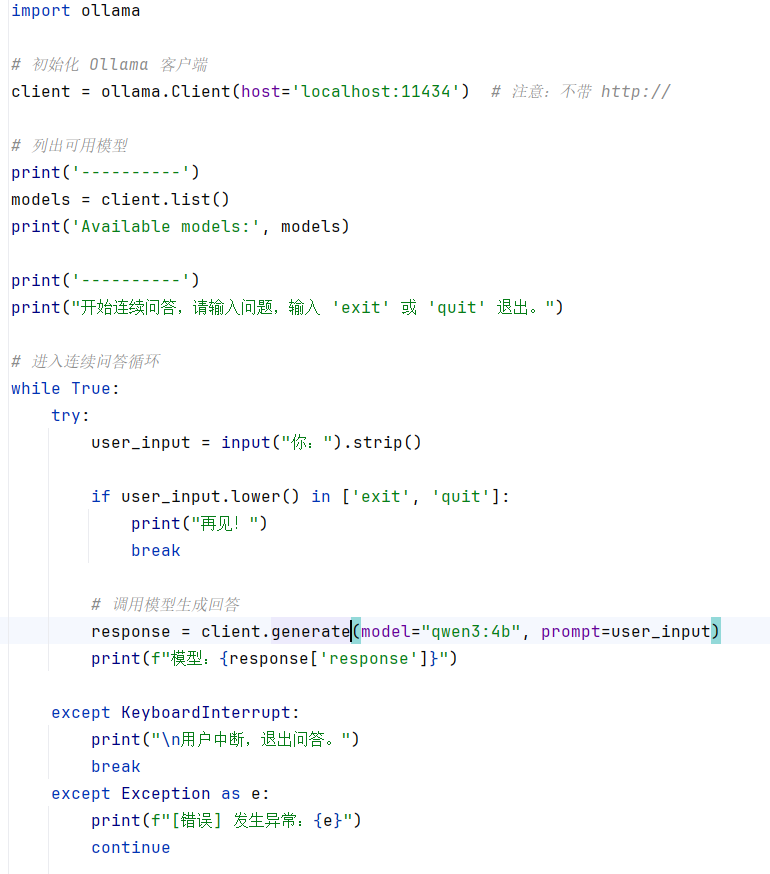 import ollama
# 初始化 Ollama 客户端
client = ollama.Client(host='localhost:11434')  # 注意：不带 http://
# 列出可用模型
print('----------')
models = client.list()
print('Available models:', models)
print('----------')
print("开始连续问答，请输入问题，输入 'exit' 或 'quit' 退出。")
# 进入连续问答循环
while True:
    try:
        user_input = input("你：").strip()
        if user_input.lower() in ['exit', 'quit']:
            print("再见！")
            break
        # 调用模型生成回答
        response = client.generate(model="qwen3:4b", prompt=user_input)
        print(f"模型：{response['response']}")
    except KeyboardInterrupt:
        print("\n用户中断，退出问答。")
        break
    except Exception as e:
        print(f"[错误] 发生异常：{e}")
        continue